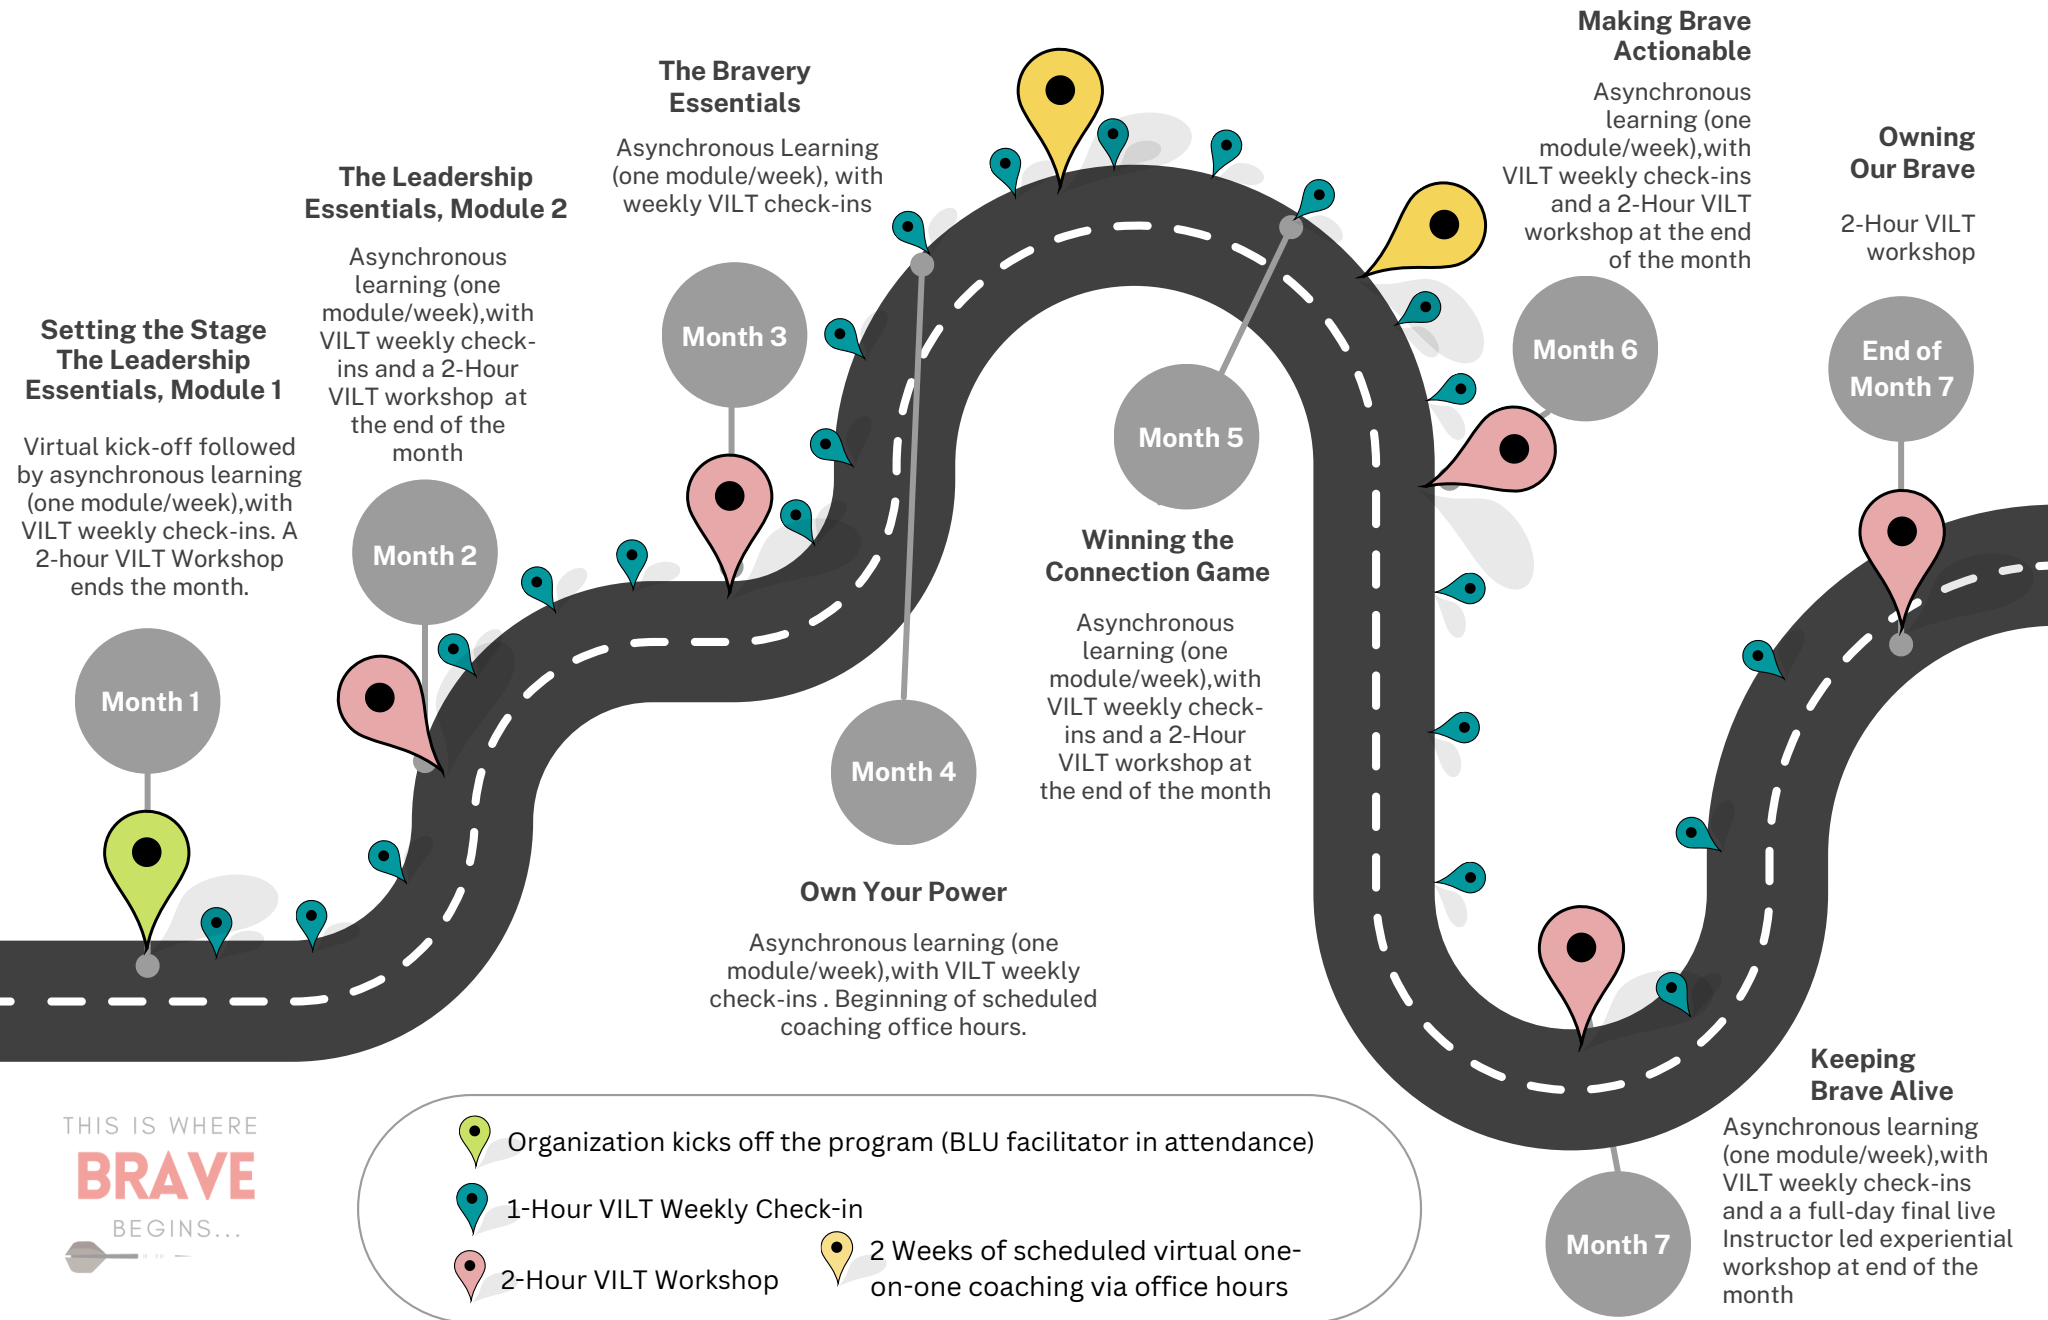 Setting the Stage
The Leadership
Essentials, Module 1
Virtual kick-off followed
by asynchronous learning
(one module/week),with
VILT weekly check-ins. A
2-hour VILT Workshop
ends the month.
Month 1
The Leadership
Essentials, Module 2
Asynchronous
learning (one
module/week),with
VILT weekly check-
ins and a 2-Hour
VILT workshop at
the end of the
month
Month 2
The Bravery
Essentials
Asynchronous Learning
(one module/week), with
weekly VILT check-ins
Month 3
Month 4
Own Your Power
Asynchronous learning (one
module/week),with VILT weekly
check-ins . Beginning of scheduled
coaching office hours.
Month 5
Winning the
Connection Game
Asynchronous
learning (one
module/week),with
VILT weekly check-
ins and a 2-Hour
VILT workshop at
the end of the month
Making Brave
Actionable
Asynchronous
learning (one
module/week),with
VILT weekly check-ins
and a 2-Hour VILT
workshop at the end
of the month
Month 6
Owning
Our Brave
2-Hour VILT
workshop
End of
Month 7
Keeping
Brave Alive
Asynchronous learning
(one module/week),with
VILT weekly check-ins
and a a full-day final live
Instructor led experiential
workshop at end of the
month
Month 7
THIS IS WHERE
BRAVE
BEGINS...
Organization kicks off the program (BLU facilitator in attendance)
1-Hour VILT Weekly Check-in
2-Hour VILT Workshop
2 Weeks of scheduled virtual one-
on-one coaching via office hours